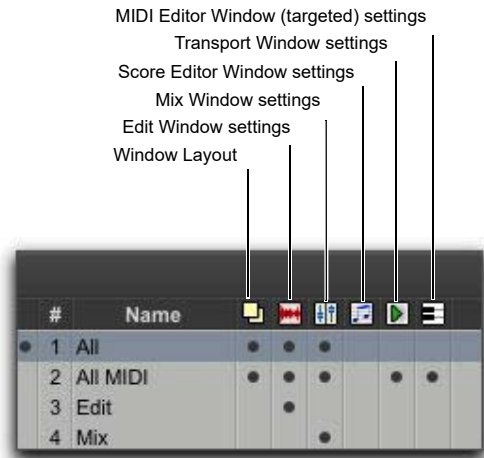 MIDI Editor Window (targeted) settings
Transport Window settings
Score Editor Window settings
Mix Window settings
Edit Window settings
Window Layout
# Name
1 All
2 All MIDI
3 Edit
4 Mix